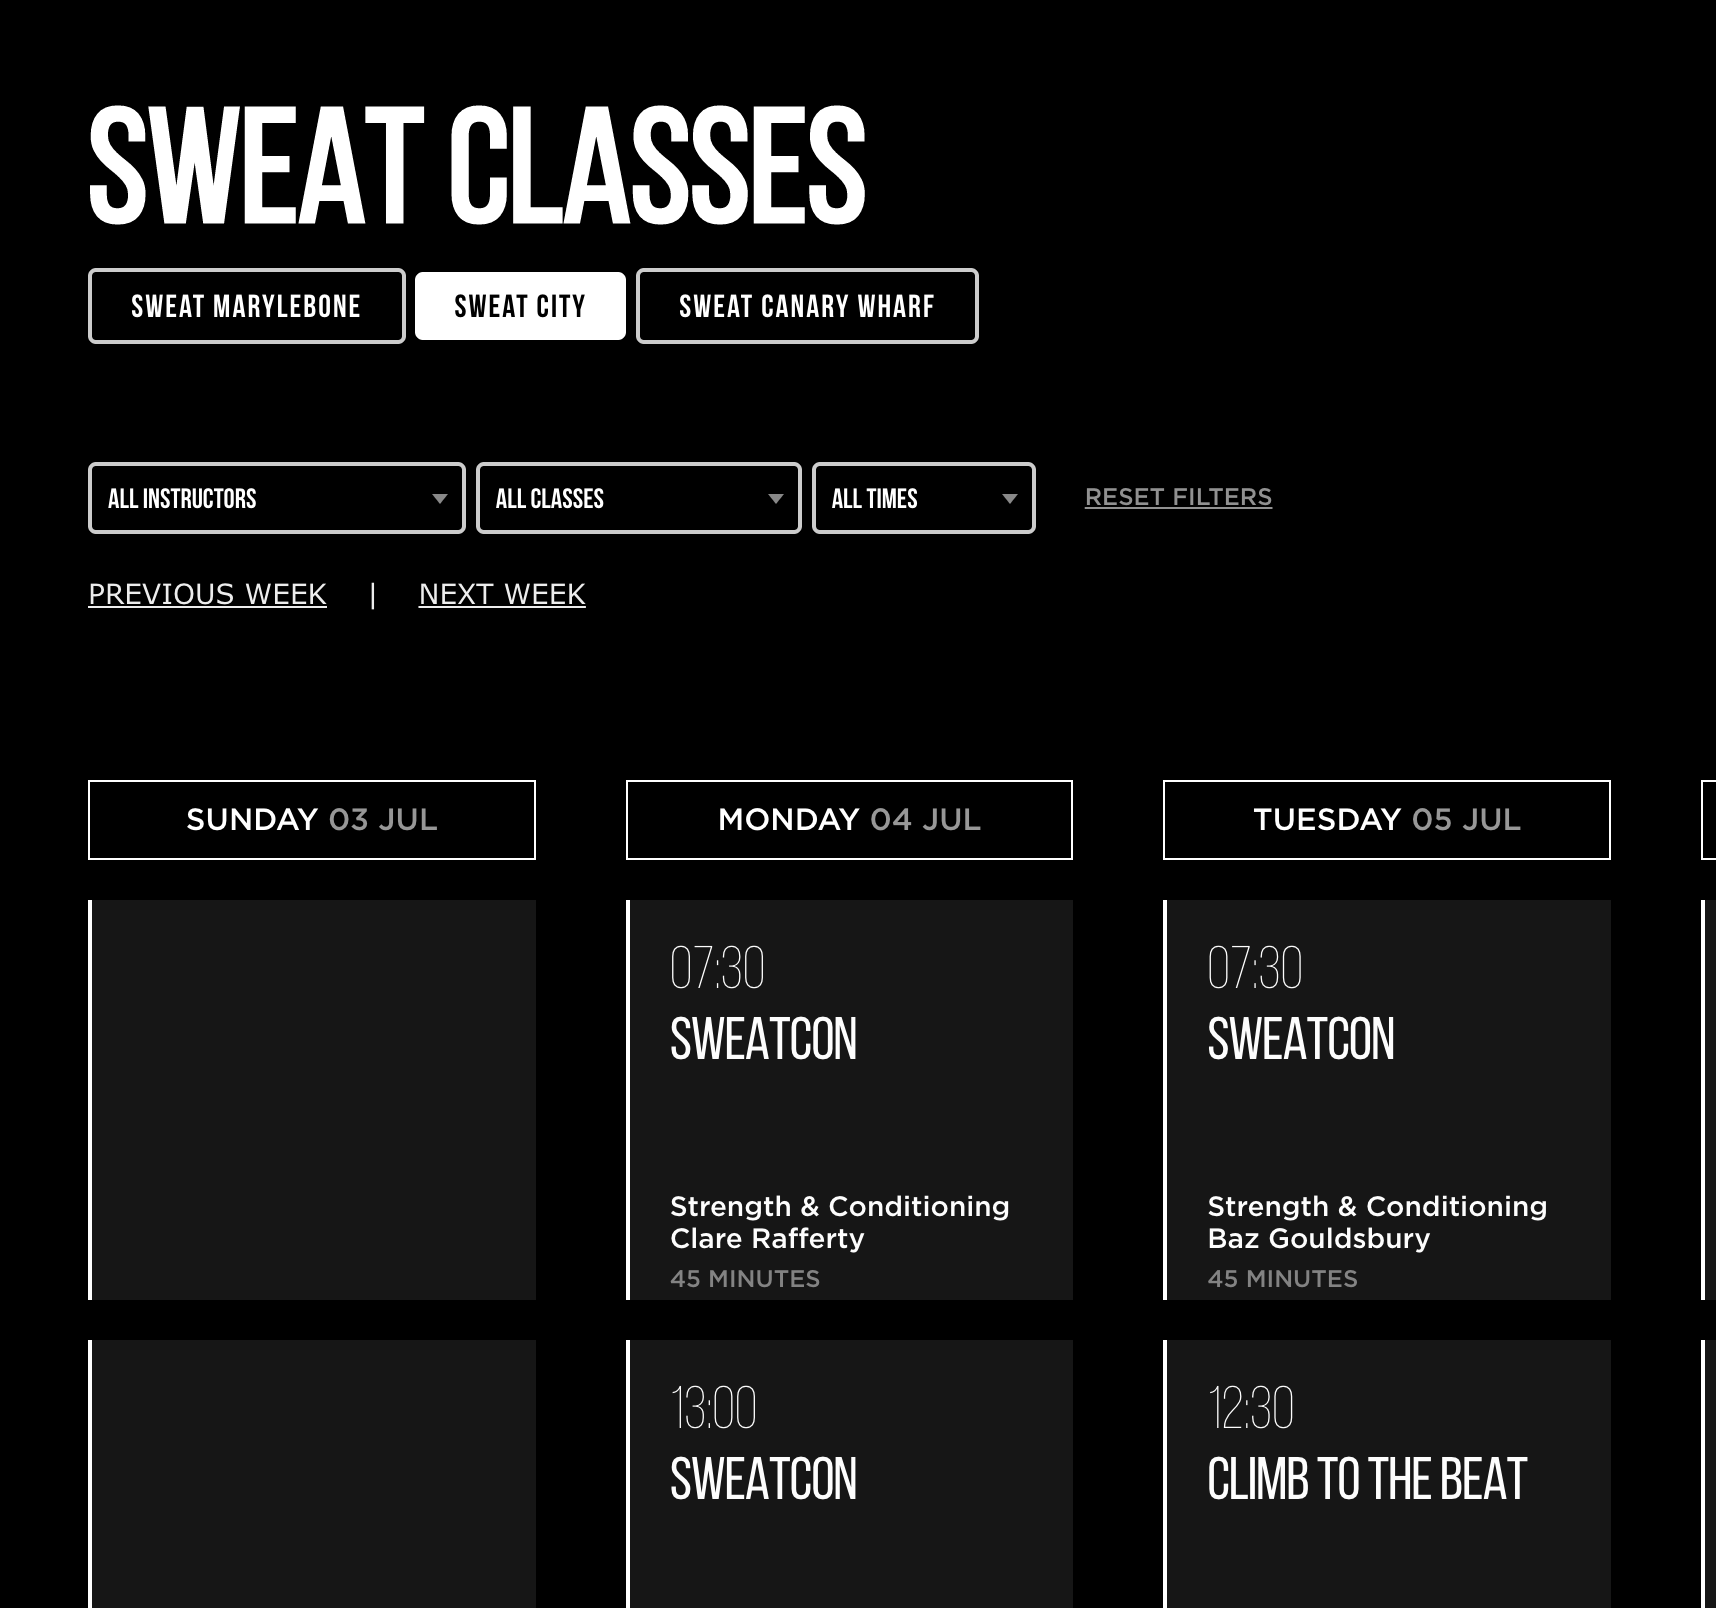 SWEAT CLASSES
SWEAT MARYLEBONE
SWEAT CITY
SWEAT CANARY WHARF
ALL INSTRUCTORS
ALL CLASSES
ALL TIMES
RESET FILTERS
PREVIOUS WEEK | NEXT WEEK
SUNDAY 03 JUL
MONDAY 04 JUL
07:30
SWEATCON
Strength & Conditioning
Clare Rafferty
45 MINUTES
13:00
SWEATCON
TUESDAY 05 JUL
07:30
SWEATCON
Strength & Conditioning
Baz Gouldsbury
45 MINUTES
12:30
CLIMB TO THE BEAT